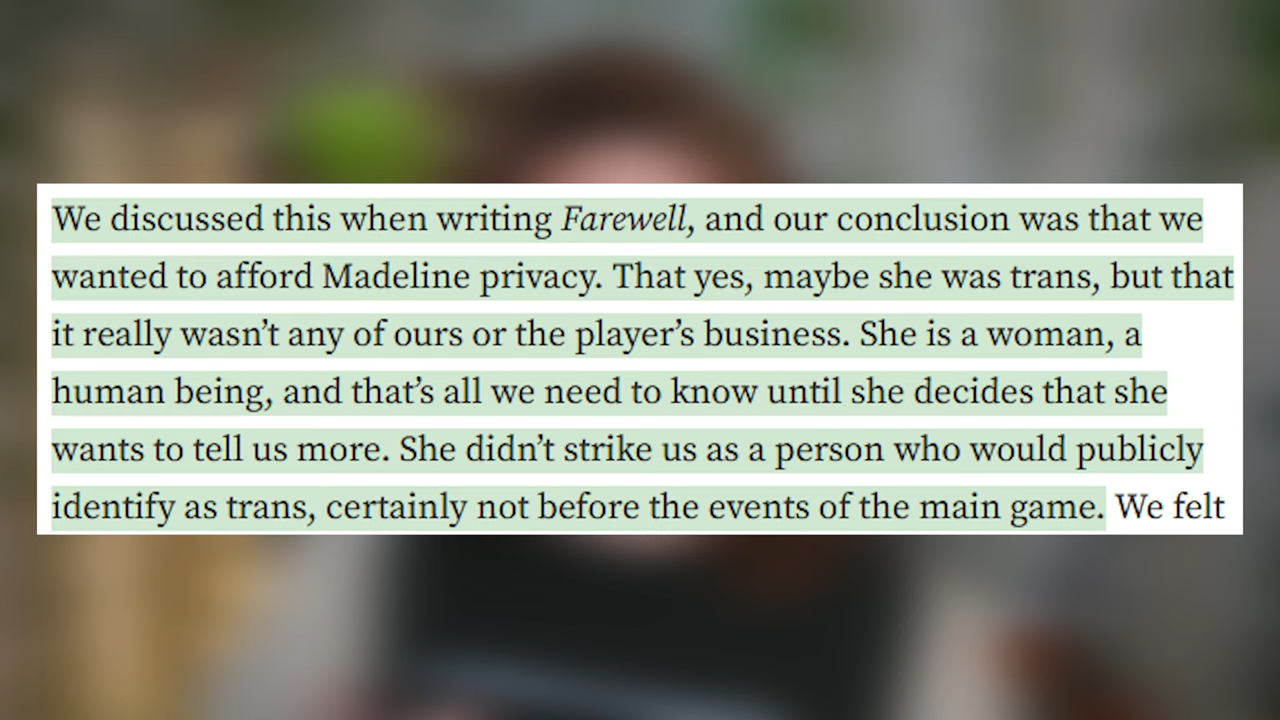 We discussed this when writing Farewell, and our conclusion was that we
wanted to afford Madeline privacy. That yes, maybe she was trans, but that
it really wasn’t any of ours or the player’s business. She is a woman, a
human being, and that’s all we need to know until she decides that she
wants to tell us more. She didn’t strike us as a person who would publicly
identify as trans, certainly not before the events of the main game. We felt